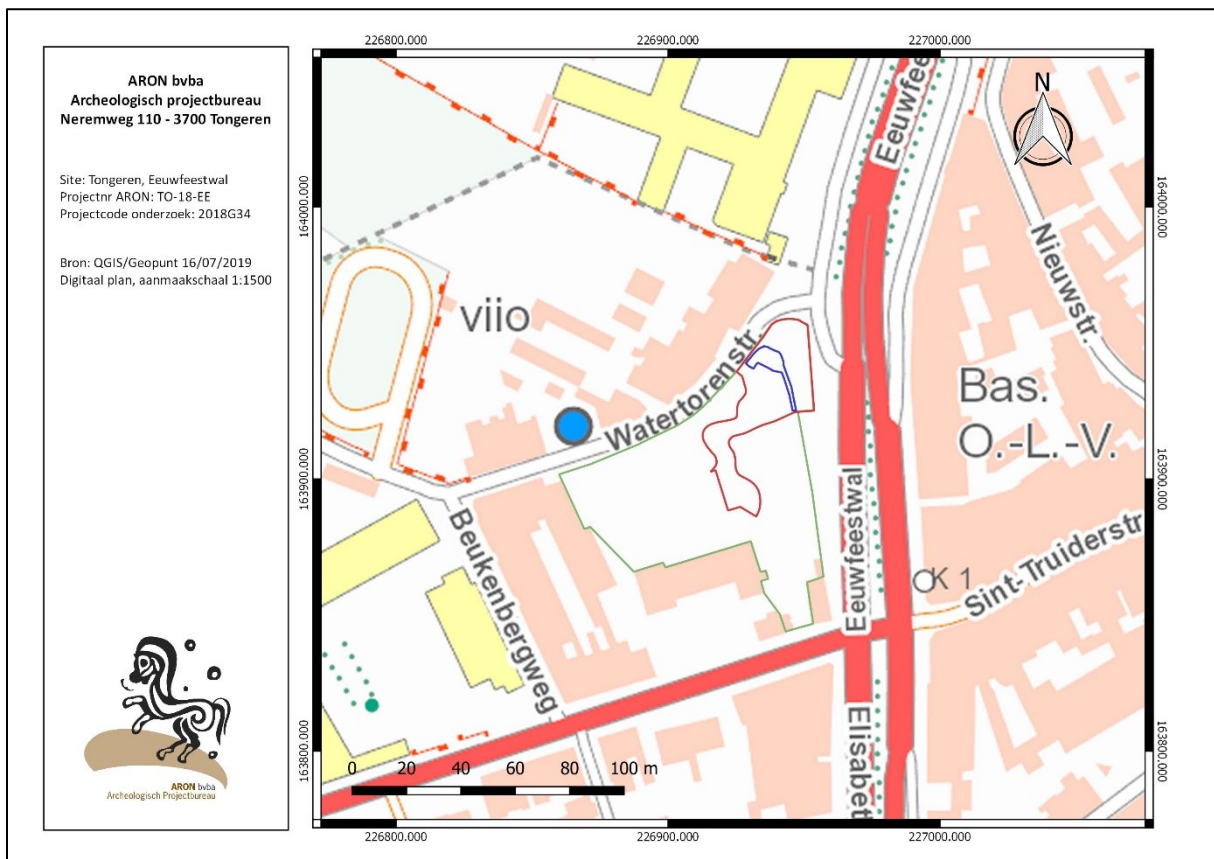 ARON bvba
Archeologisch projectbureau
Neremweg 110 - 3700 Tongeren
Site: Tongeren, Eeuwfeestwal
Projectnr ARON: TO-18-EE
Projectcode onderzoek: 2018G34
Bron: QGIS/Geopunt 16/07/2019
Digitaal plan, aanmaakschaal 1:1500
ARON bvba
Archeologisch Projectbureau
226800.000
226900.000
227000.000
164000.000
164000.000
163900.000
163900.000
163800.000
163800.000
N
Eeuwfee
Nieuwstr.
viio
Watertorenstr.
Bas.
O.-L.-V.
Beukenbergweg
Eeuwfeestwal
K 1
Sint-Truiderstr
Elisabet
0 20 40 60 80 100 m
226800.000
226900.000
227000.000